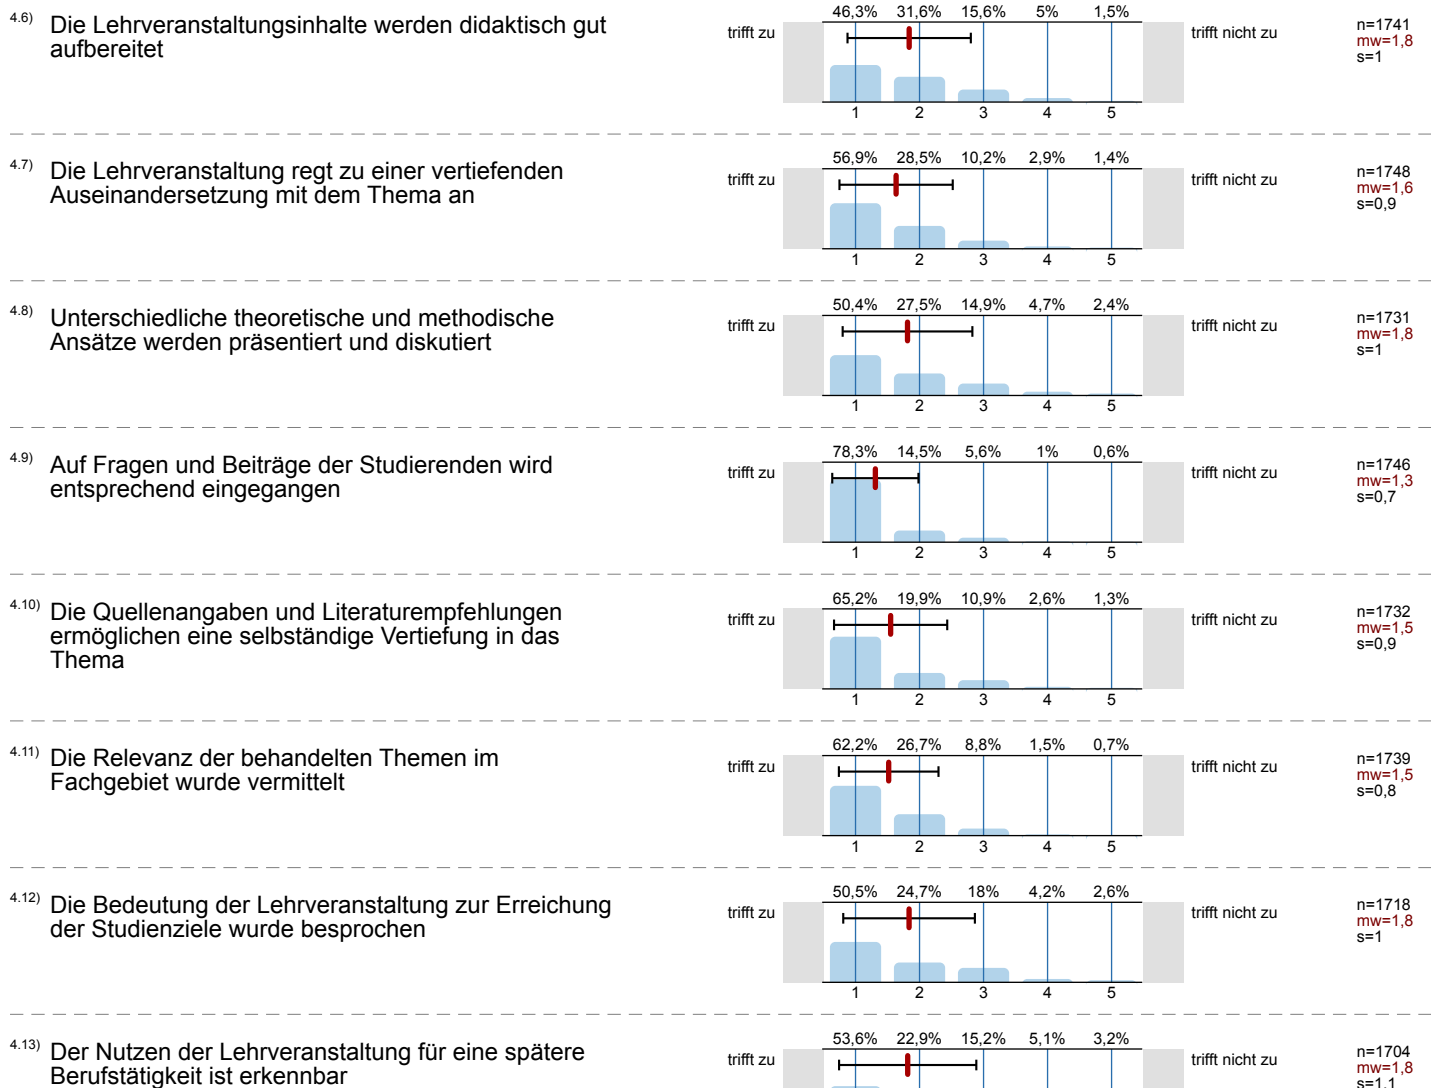 4.6) Die Lehrveranstaltungsinhalte werden didaktisch gut
aufbereitet
46,3% 31,6% 15,6% 5% 1,5%
trifft zu
trifft nicht zu
n=1741
mw=1,8
s=1
1 2 3 4 5
4.7) Die Lehrveranstaltung regt zu einer vertiefenden
Auseinandersetzung mit dem Thema an
56,9% 28,5% 10,2% 2,9% 1,4%
trifft zu
trifft nicht zu
n=1748
mw=1,6
s=0,9
1 2 3 4 5
4.8) Unterschiedliche theoretische und methodische
Ansätze werden präsentiert und diskutiert
50,4% 27,5% 14,9% 4,7% 2,4%
trifft zu
trifft nicht zu
n=1731
mw=1,8
s=1
1 2 3 4 5
4.9) Auf Fragen und Beiträge der Studierenden wird
entsprechend eingegangen
78,3% 14,5% 5,6% 1% 0,6%
trifft zu
trifft nicht zu
n=1746
mw=1,3
s=0,7
1 2 3 4 5
4.10) Die Quellenangaben und Literaturempfehlungen
ermöglichen eine selbständige Vertiefung in das
Thema
65,2% 19,9% 10,9% 2,6% 1,3%
trifft zu
trifft nicht zu
n=1732
mw=1,5
s=0,9
1 2 3 4 5
4.11) Die Relevanz der behandelten Themen im
Fachgebiet wurde vermittelt
62,2% 26,7% 8,8% 1,5% 0,7%
trifft zu
trifft nicht zu
n=1739
mw=1,5
s=0,8
1 2 3 4 5
4.12) Die Bedeutung der Lehrveranstaltung zur Erreichung
der Studienziele wurde besprochen
50,5% 24,7% 18% 4,2% 2,6%
trifft zu
trifft nicht zu
n=1718
mw=1,8
s=1
1 2 3 4 5
4.13) Der Nutzen der Lehrveranstaltung für eine spätere
Berufstätigkeit ist erkennbar
53,6% 22,9% 15,2% 5,1% 3,2%
trifft zu
trifft nicht zu
n=1704
mw=1,8
s=1,1